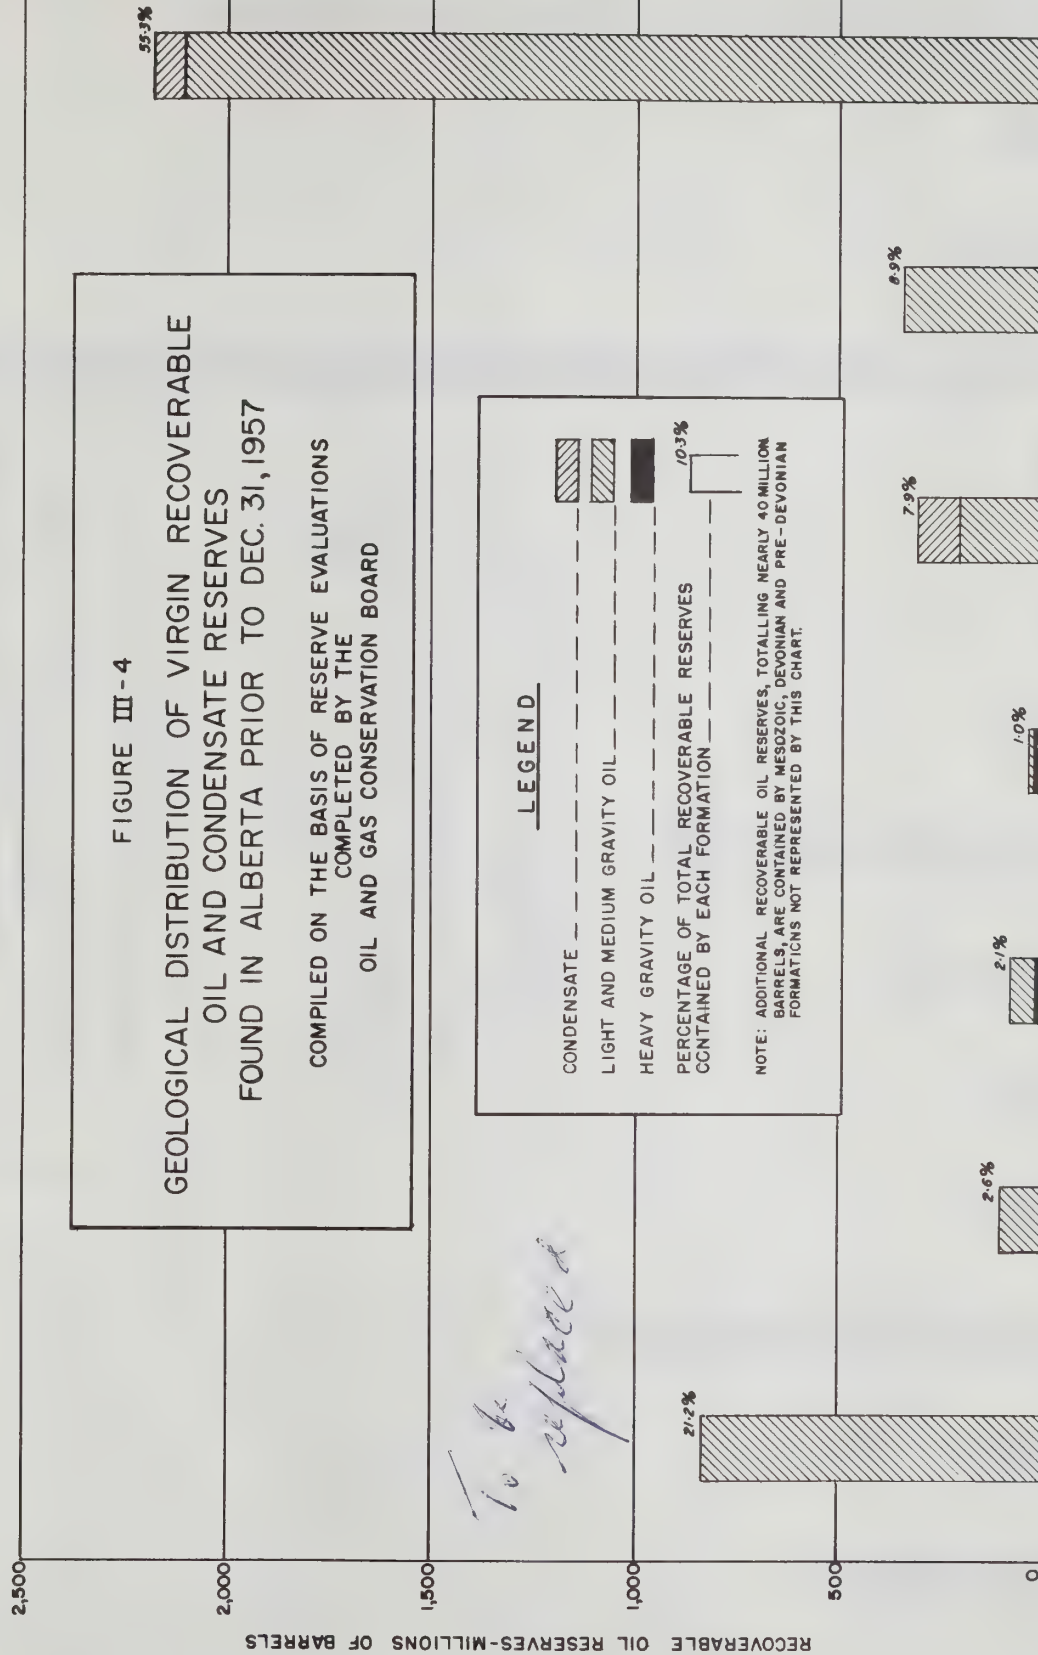 FIGURE III-4
GEOLOGICAL DISTRIBUTION OF VIRGIN RECOVERABLE
OIL AND CONDENSATE RESERVES
FOUND IN ALBERTA PRIOR TO DEC. 31, 1957
COMPILED ON THE BASIS OF RESERVE EVALUATIONS
COMPLETED BY THE
OIL AND GAS CONSERVATION BOARD
LEGEND
CONDENSATE
LIGHT AND MEDIUM GRAVITY OIL
HEAVY GRAVITY OIL
PERCENTAGE OF TOTAL RECOVERABLE RESERVES
CONTAINED BY EACH FORMATION
10.3%
NOTE: ADDITIONAL RECOVERABLE OIL RESERVES, TOTALLING NEARLY 40 MILLION
BARRELS, ARE CONTAINED BY MESOZOIC, DEVONIAN AND PRE-DEVONIAN
FORMATIONS NOT REPRESENTED BY THIS CHART.
To be
replaced
RECOVERABLE OIL RESERVES-MILLIONS OF BARRELS
2,500
2,000
1,500
1,000
500
0
21.2%
2.6%
2.1%
1.0%
7.9%
8.9%
55.3%